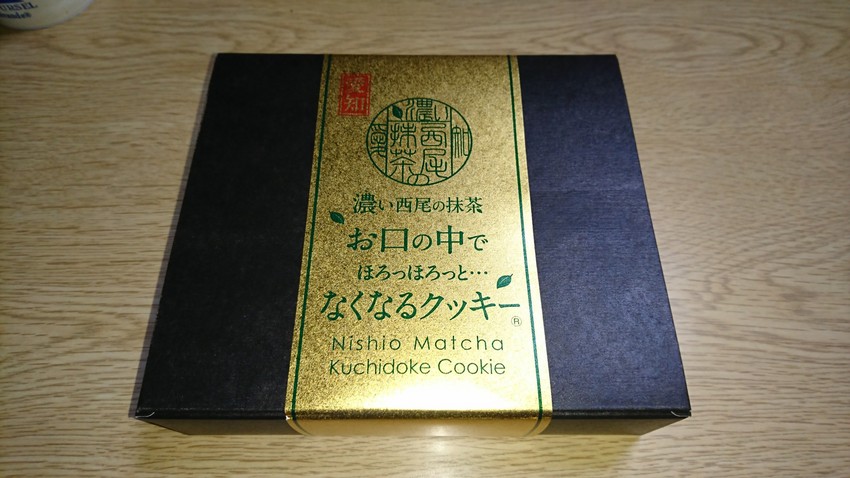 URSEL
愛知
濃い西尾の抹茶
濃い西尾の抹茶
お口の中で
ほろっほろっと…
なくなるクッキー®
Nishio Matcha
Kuchidoke Cookie